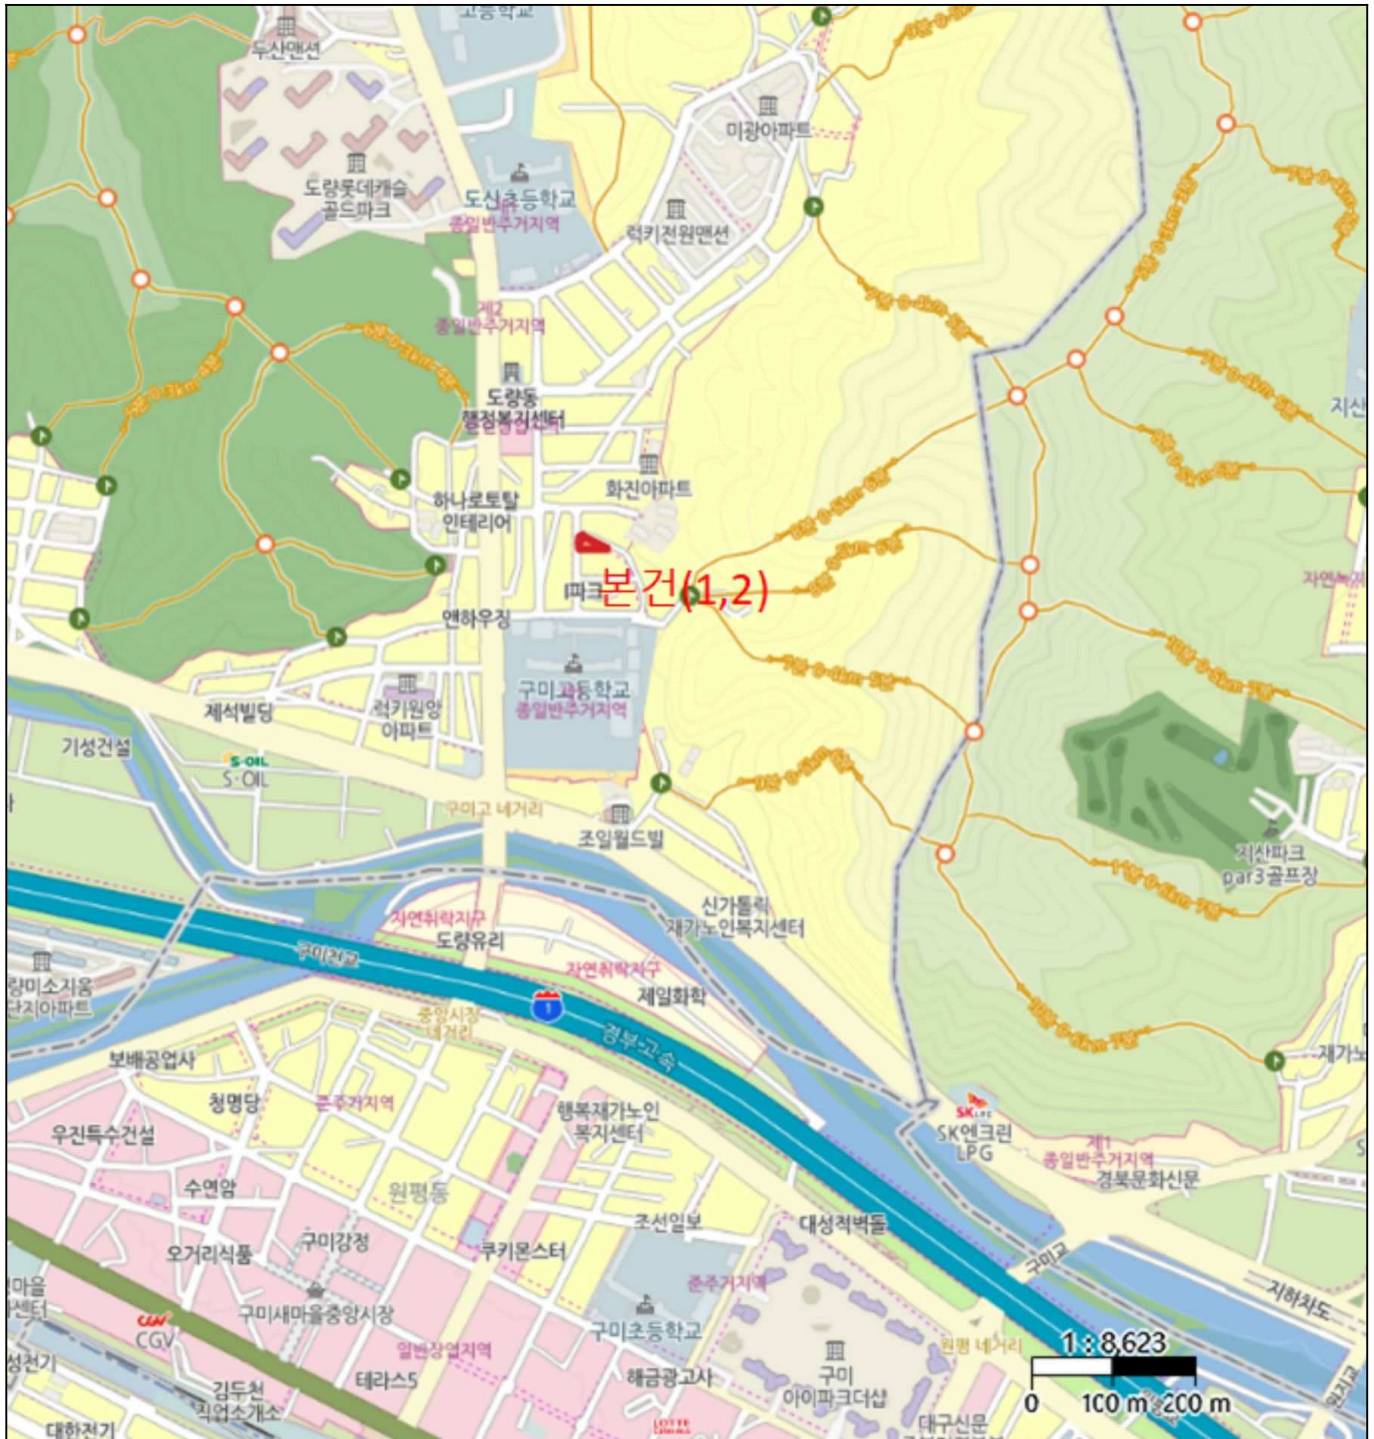 고등학교
두산맨션
미광아파트
도량롯데캐슬
골드파크
도산초등학교
종일반주거지역
럭키전원맨션
제2
종일반주거지역
도량동
행정복지센터
화진아파트
하나로토탈
인테리어
본건(1,2)
앤하우징
구미고등학교
종일반주거지역
제석빌딩
럭키원앙
아파트
기성건설
S-OIL
S-OIL
구미고 네거리
조일월드빌
지산
자연녹지
지산파크
par3골프장
신가톨릭
재가노인복지센터
자연취락지구
도량유리
자연취락지구
제일화학
구미천교
량미소지움
단지아파트
중앙시장
네거리
1
경부고속
보배공업사
청명당
준주거지역
행복재가노인
복지센터
우진특수건설
SK엔크린
LPG
제1
종일반주거지역
경북문화신문
수연암
원평동
조선일보
대성적벽돌
오거리식품
구미강정
쿠키몬스터
준주거지역
구미교
지하차도
구미새마을중앙시장
CGV
CGV
구미초등학교
일반상업지역
원평 네거리
1 : 8,623
구미
아이파크더샵
해금광고사
테라스5
김두천
직업소개소
0 100 m 200 m
대한전기
대구신문